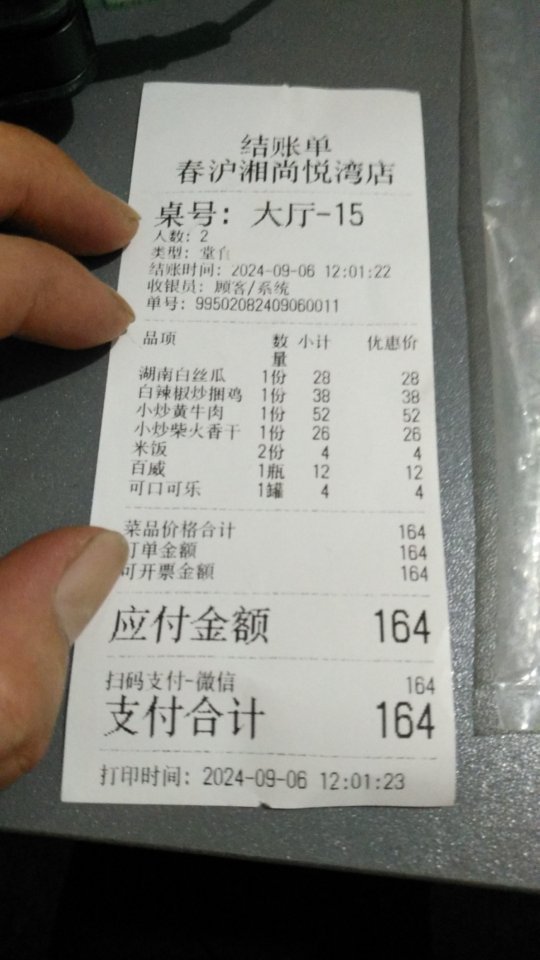 结账单
春沪湘尚悦湾店
桌号：大厅-15
人数：2
类型：堂
结账时间：2024-09-06 12:01:22
收银员：顾客/系统
单号：99502082409060011
品项 数量 小计 优惠价
湖南白丝瓜 1份 28 28
白辣椒炒捆鸡 1份 38 38
小炒黄牛肉 1份 52 52
小炒柴火香干 1份 26 26
米饭 2份 4 4
百威 1瓶 12 12
可口可乐 1罐 4 4
菜品价格合计 164
订单金额 164
可开票金额 164
应付金额 164
扫码支付-微信 164
支付合计 164
打印时间：2024-09-06 12:01:23